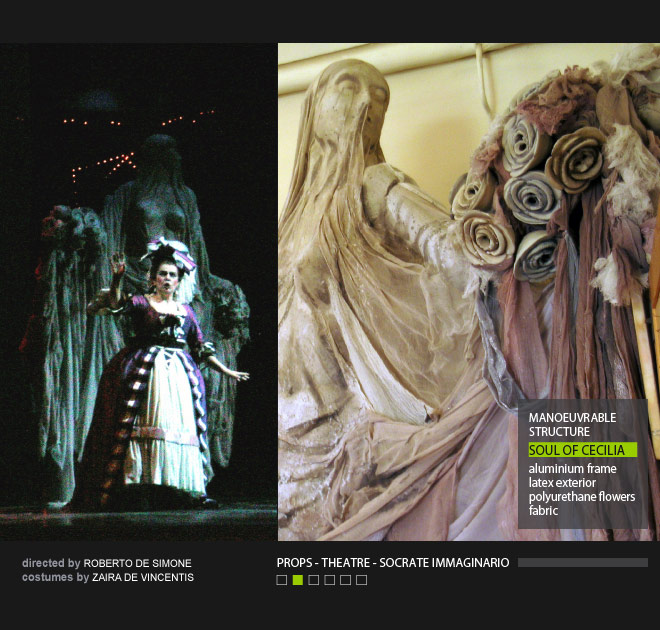 MANOEUVRABLE
STRUCTURE
SOUL OF CECILIA
aluminium frame
latex exterior
polyurethane flowers
fabric
directed by ROBERTO DE SIMONE
costumes by ZAIRA DE VINCENTIS
PROPS - THEATRE - SOCRATE IMMAGINARIO